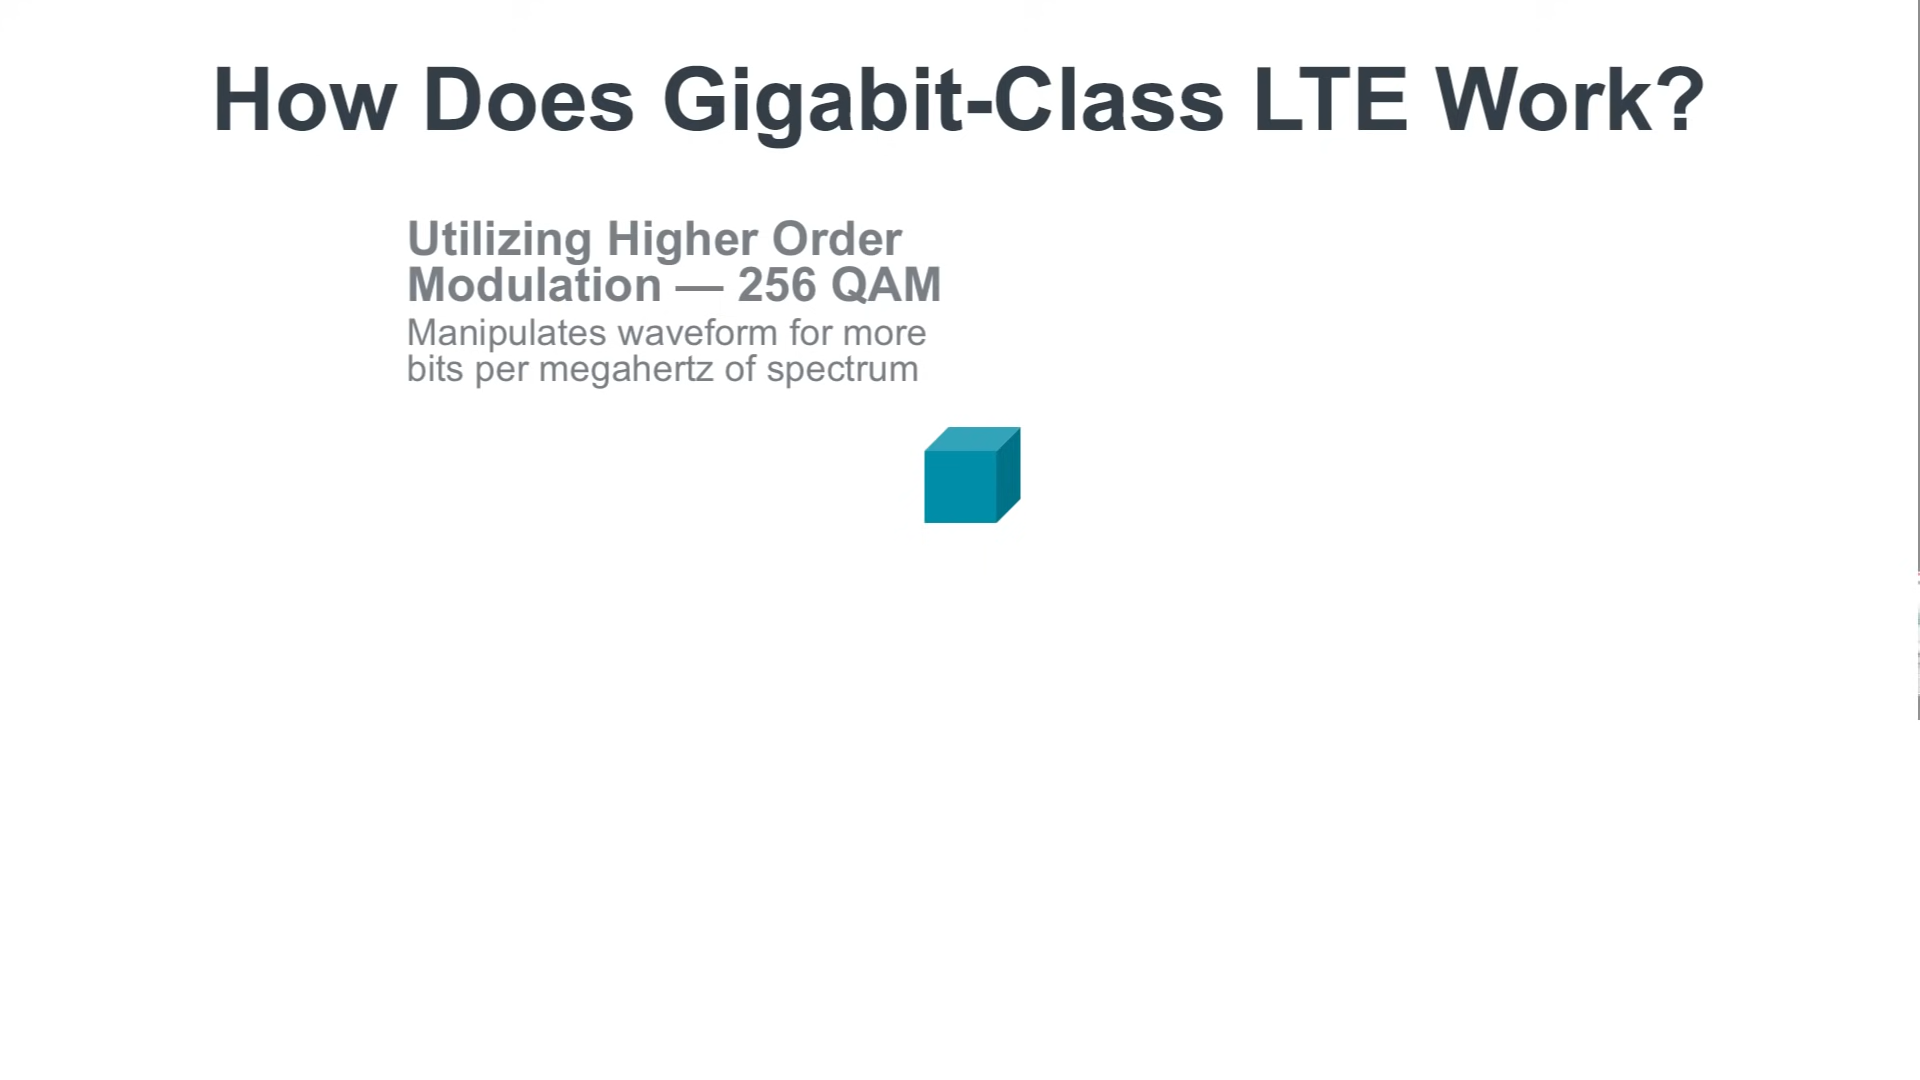 How Does Gigabit-Class LTE Work?
Utilizing Higher Order
Modulation — 256 QAM
Manipulates waveform for more
bits per megahertz of spectrum